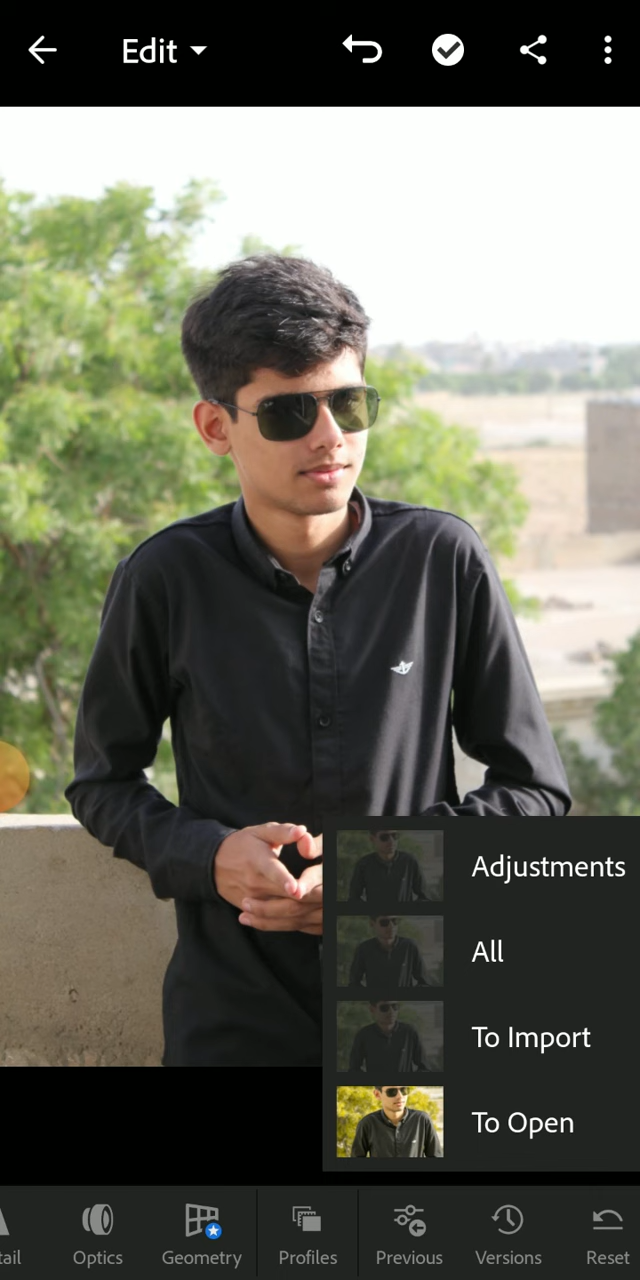 Edit
Adjustments
All
To Import
To Open
tail
Optics
Geometry
Profiles
Previous
Versions
Reset